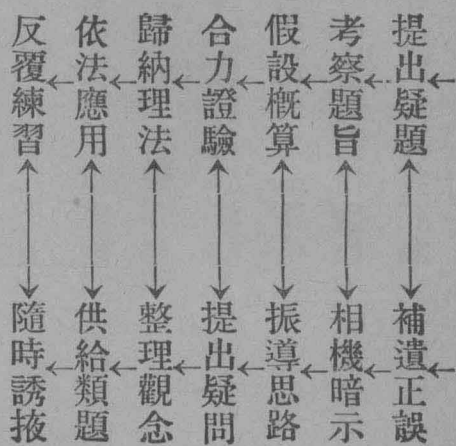 提出疑題
考察題旨
假設概算
合力證驗
歸納理法
依法應用
反覆練習
補遺正誤
相機暗示
振導思路
提出疑問
整理觀念
供給類題
隨時誘掖